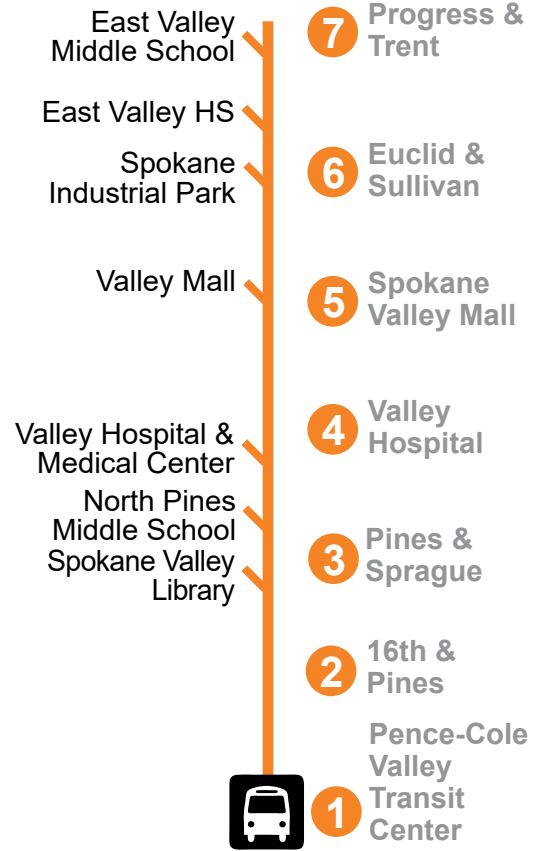 East Valley
Middle School
7
Progress &
Trent
East Valley HS
Spokane
Industrial Park
6
Euclid &
Sullivan
Valley Mall
5
Spokane
Valley Mall
Valley Hospital &
Medical Center
4
Valley
Hospital
North Pines
Middle School
Spokane Valley
Library
3
Pines &
Sprague
2
16th &
Pines
1
Pence-Cole
Valley
Transit
Center